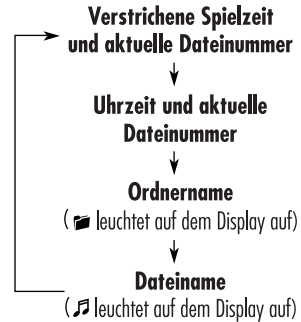 Verstrichene Spielzeit
und aktuelle Dateinummer
Uhrzeit und aktuelle
Dateinummer
Ordnername
( leuchtet auf dem Display auf)
Dateiname
( leuchtet auf dem Display auf)